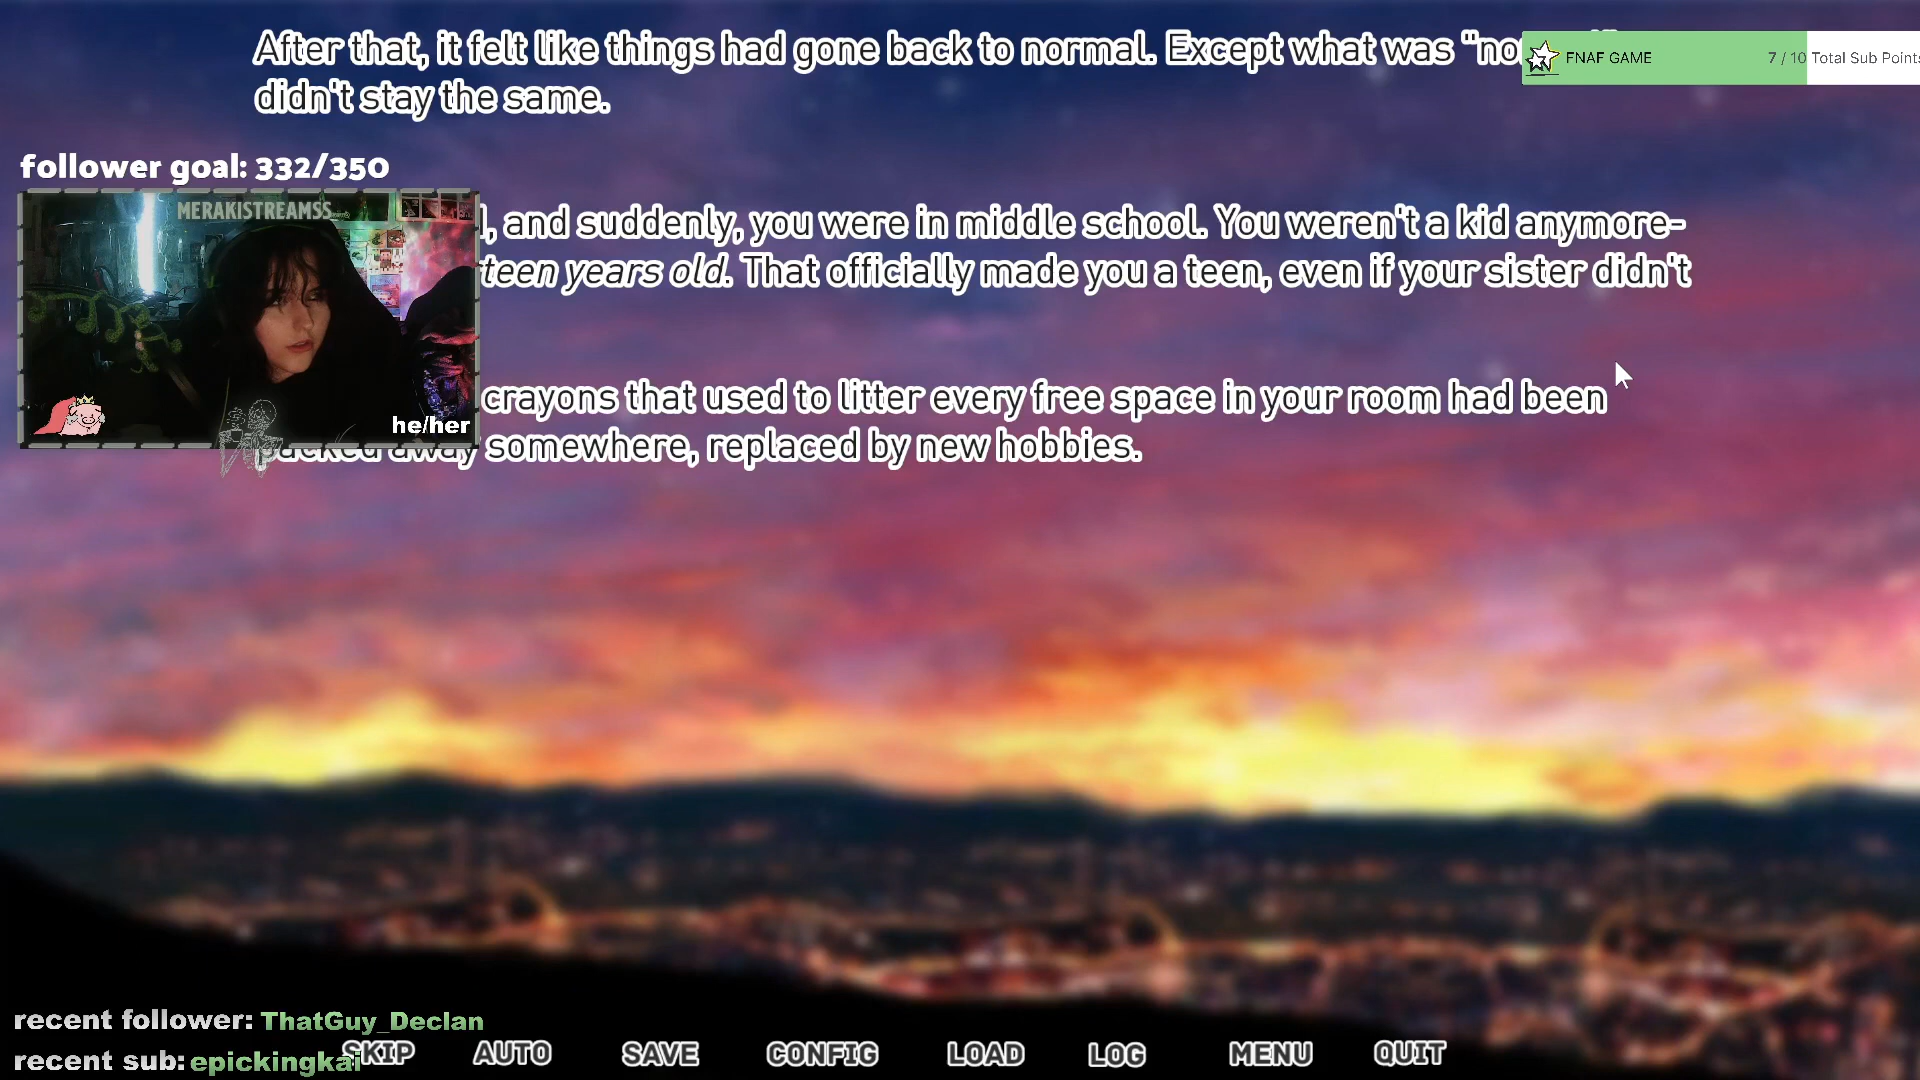 After that, it felt like things had gone back to normal. Except what was "no
didn't stay the same.
FNAF GAME
7 / 10 Total Sub Points
follower goal: 332/350
MERAKISTREAMSS
, and suddenly, you were in middle school. You weren't a kid anymore-
teen years old. That officially made you a teen, even if your sister didn't
crayons that used to litter every free space in your room had been
he/her
packed away somewhere, replaced by new hobbies.
recent follower: ThatGuy_Declan
recent sub: epickingkai
SKIP AUTO SAVE CONFIG LOAD LOG MENU QUIT